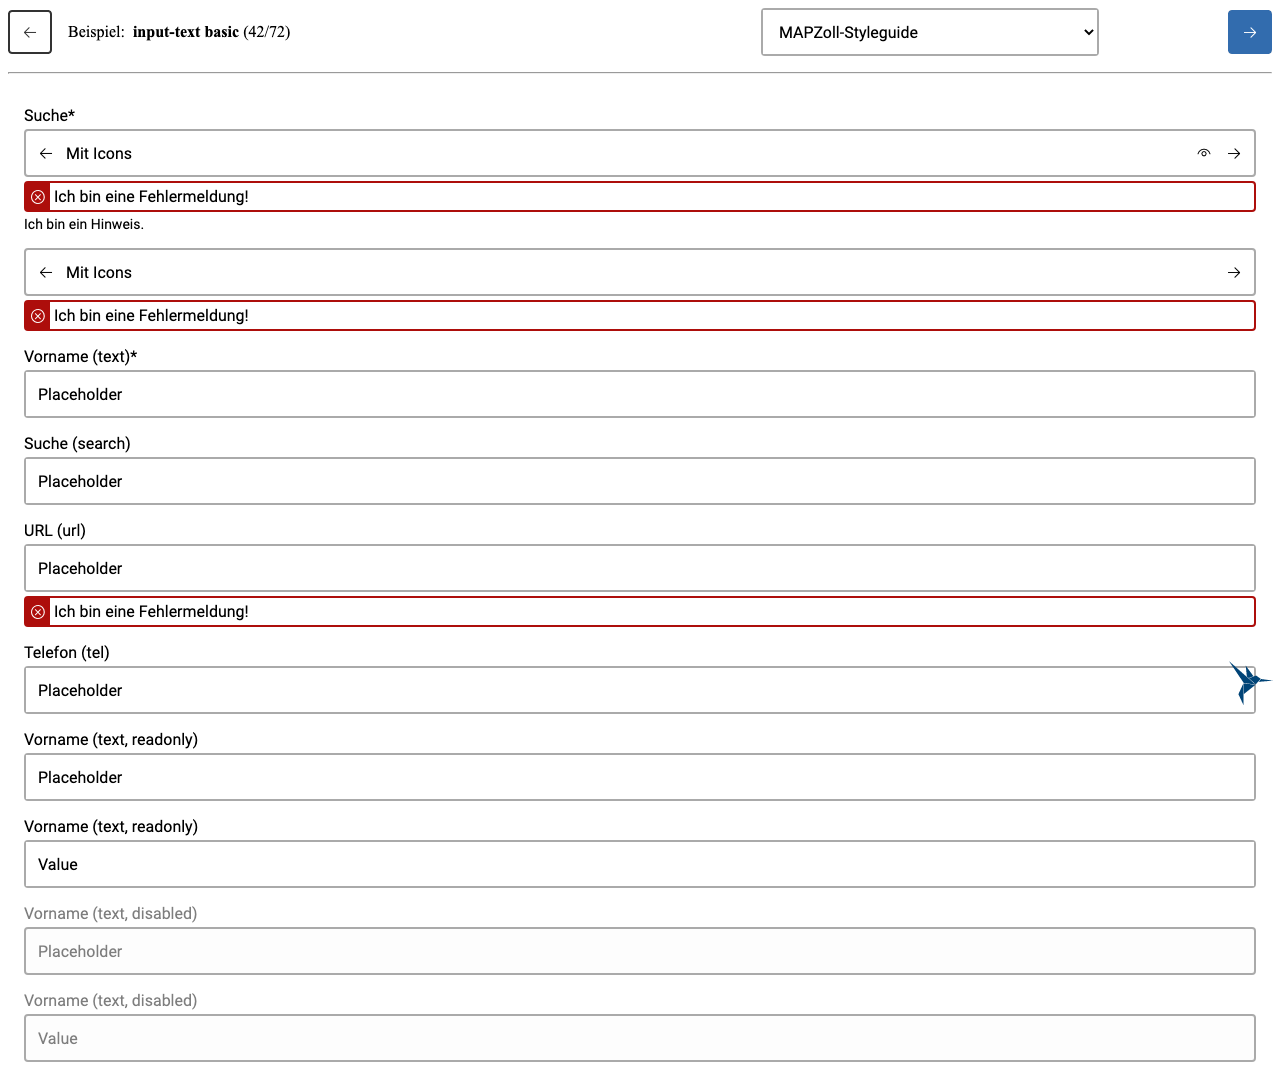 Beispiel: input-text basic (42/72)
MAPZoll-Styleguide
Suche*
Mit Icons
Ich bin eine Fehlermeldung!
Ich bin ein Hinweis.
Mit Icons
Ich bin eine Fehlermeldung!
Vorname (text)*
Placeholder
Suche (search)
Placeholder
URL (url)
Placeholder
Ich bin eine Fehlermeldung!
Telefon (tel)
Placeholder
Vorname (text, readonly)
Placeholder
Vorname (text, readonly)
Value
Vorname (text, disabled)
Placeholder
Vorname (text, disabled)
Value